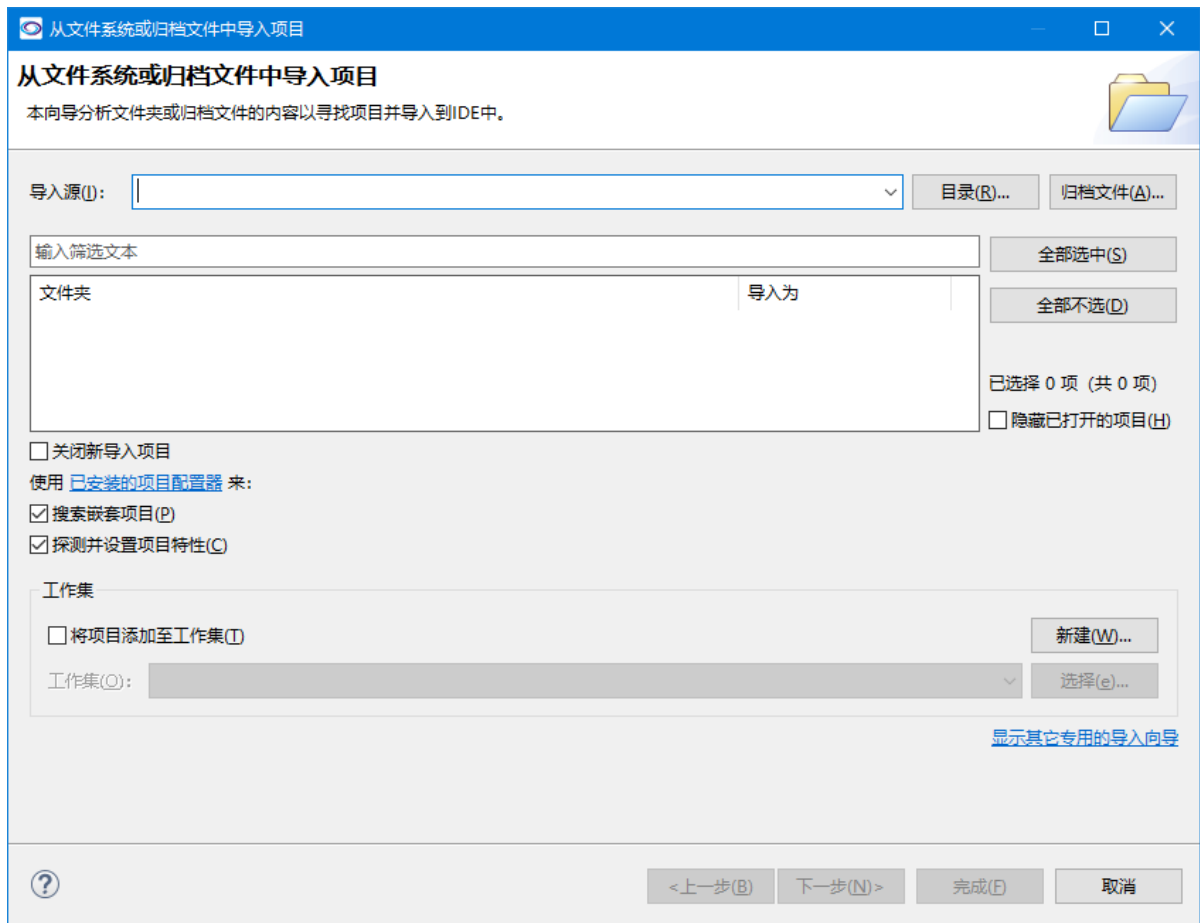 从文件系统或归档文件中导入项目
从文件系统或归档文件中导入项目
本向导分析文件夹或归档文件的内容以寻找项目并导入到IDE中。
导入源(I): 目录(R)... 归档文件(A)...
输入筛选文本 全部选中(S)
文件夹 导入为
全部不选(D)
已选择 0 项 (共 0 项)
隐藏已打开的项目(H)
关闭新导入项目
使用 已安装的项目配置器 来:
搜索嵌套项目(P)
探测并设置项目特性(C)
工作集
将项目添加至工作集(T) 新建(W)...
工作集(O): 选择(e)...
显示其它专用的导入向导
? <上一步(B) 下一步(N)> 完成(F) 取消